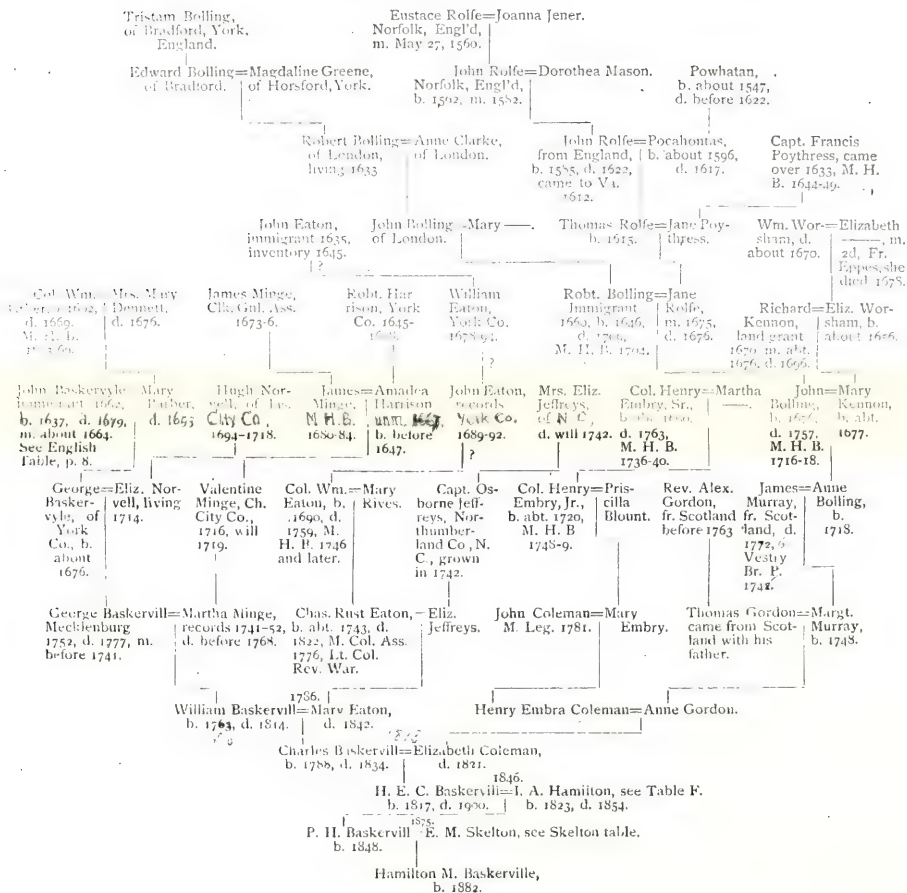 Tristam Bolling,
of Bradford, York,
England.
Eustace Rolfe=Joanna Jener.
Norfolk, Engl'd,
m. May 27, 1560.
Edward Bolling=Magdaline Greene,
of Bradford. of Horsford, York.
John Rolfe=Dorothea Mason.
Norfolk, Engl'd,
b. 1562, m. 1582.
Powhatan,
b. about 1547,
d. before 1622.
Robert Bolling=Anne Clarke,
of London, of London.
living 1633
John Rolfe=Pocahontas,
from England, b. about 1596,
b. 1585, d. 1622, d. 1617.
came to Va.
1612.
Capt. Francis
Poythress, came
over 1633, M. H.
B. 1644-49.
John Eaton,
immigrant 1635,
inventory 1645.
?
John Bolling=Mary —.
of London.
Thomas Rolfe=Jane Poy-
b. 1615. thress.
Wm. Wor-=Elizabeth
sham, d. ——, m.
about 1670. 2d, Fr.
Eppes, she
died 1678.
Col. Wm. Mrs. Mary
Dennett,
d. 1669. d. 1676.
M. H. B.
James Minge,
Clk. Gnl. Ass.
1673-6.
Robt. Har
rison, York
Co. 1645-
William
Eaton,
York Co.
?
Robt. Bolling=Jane
Immigrant Rolfe,
1660, b. 1646, m. 1675,
d. 1676.
M. H. B. 1704.
Richard=Eliz. Wor-
Kennon, sham, b.
land grant about 1656.
1670 m. abt.
1676, d. 1696.
John Baskervyle Mary
1662, Barber,
b. 1637, d. 1679, d. 1653
m. about 1664.
See English
Table, p. 8.
Hugh Nor-
vell, of Jas.
City Co,
1694-1718.
James=Amadea
Minge, Harrison
M H B. unm. 1667,
1680-84. b. before
1647.
John Eaton,
records
York Co.
1689-92.
?
Mrs. Eliz.
Jeffreys,
of N C,
d. will 1742.
Col. Henry=Martha
Embry, Sr., ——.
d. 1763,
M. H. B.
1736-40.
John=Mary
Bolling, Kennon,
b. abt.
d. 1757. 1677.
M. H. B.
1716-18.
George=Eliz. Nor-
Basker- vell, living
vyle, of 1714.
York
Co., b.
about
1676.
Valentine
Minge, Ch.
City Co.,
1716, will
1719.
Col. Wm.=Mary
Eaton, b Rives.
1690, d.
1759, M.
H. B. 1746
and later.
Capt. Os-
borne Jeff-
reys, Nor-
thumber-
land Co, N.
C., grown
in 1742.
Col. Henry=Pris-
Embry, Jr., cilla
b. abt. 1720, Blount.
M. H. B
1748-9.
Rev. Alex.
Gordon,
fr. Scotland
before 1763
James=Anne
Murray, Bolling,
fr. Scot- b.
land, d. 1718.
1772,
Vestry
Br. P.
1742.
George Baskervill=Martha Minge,
Mecklenburg records 1741-52,
1752, d. 1777, m. d. before 1768.
before 1741.
Chas. Rust Eaton,=Eliz.
b. abt. 1743, d. Jeffreys.
1822, M. Col. Ass.
1776, Lt. Col.
Rev. War.
John Coleman=Mary
M. Leg. 1781. Embry.
Thomas Gordon=Margt.
came from Scot- Murray,
land with his b. 1748.
father.
1786.
William Baskervill=Mary Eaton,
b. 1763, d. 1814. d. 1842.
Henry Embra Coleman=Anne Gordon.
Charles Baskervill=Elizabeth Coleman,
b. 1788, d. 1834. d. 1821.
1846.
H. E. C. Baskervill=I. A. Hamilton, see Table F.
b. 1817, d. 1900. b. 1823, d. 1854.
1875.
P. H. Baskervill=E. M. Skelton, see Skelton table.
b. 1848.
Hamilton M. Baskerville,
b. 1882.